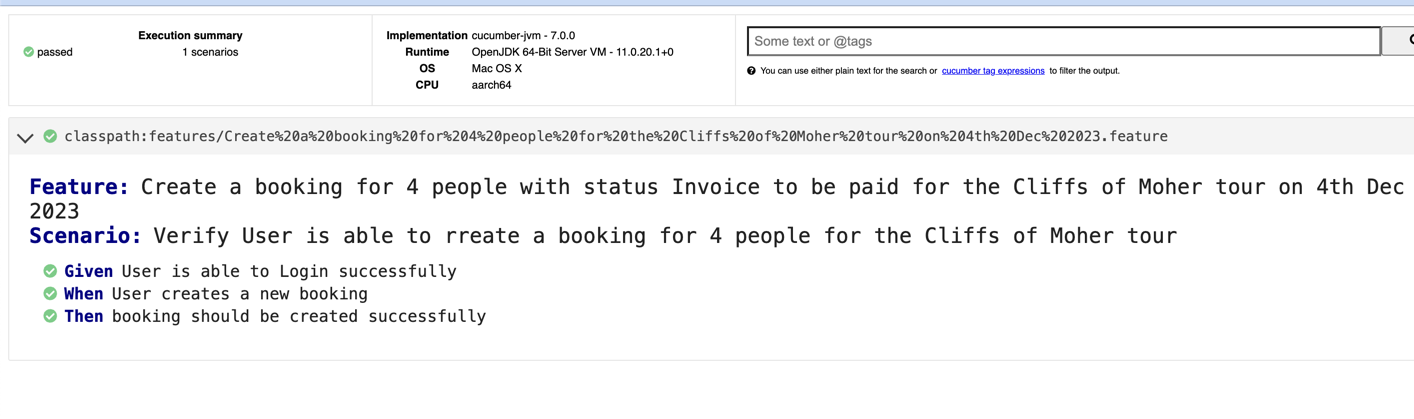 Execution summary
passed 1 scenarios
Implementation cucumber-jvm - 7.0.0
Runtime OpenJDK 64-Bit Server VM - 11.0.20.1+0
OS Mac OS X
CPU aarch64
Some text or @tags
You can use either plain text for the search or cucumber tag expressions to filter the output.
classpath:features/Create%20a%20booking%20for%204%20people%20for%20the%20Cliffs%20of%20Moher%20tour%20on%204th%20Dec%202023.feature
Feature: Create a booking for 4 people with status Invoice to be paid for the Cliffs of Moher tour on 4th Dec
2023
Scenario: Verify User is able to rreate a booking for 4 people for the Cliffs of Moher tour
Given User is able to Login successfully
When User creates a new booking
Then booking should be created successfully